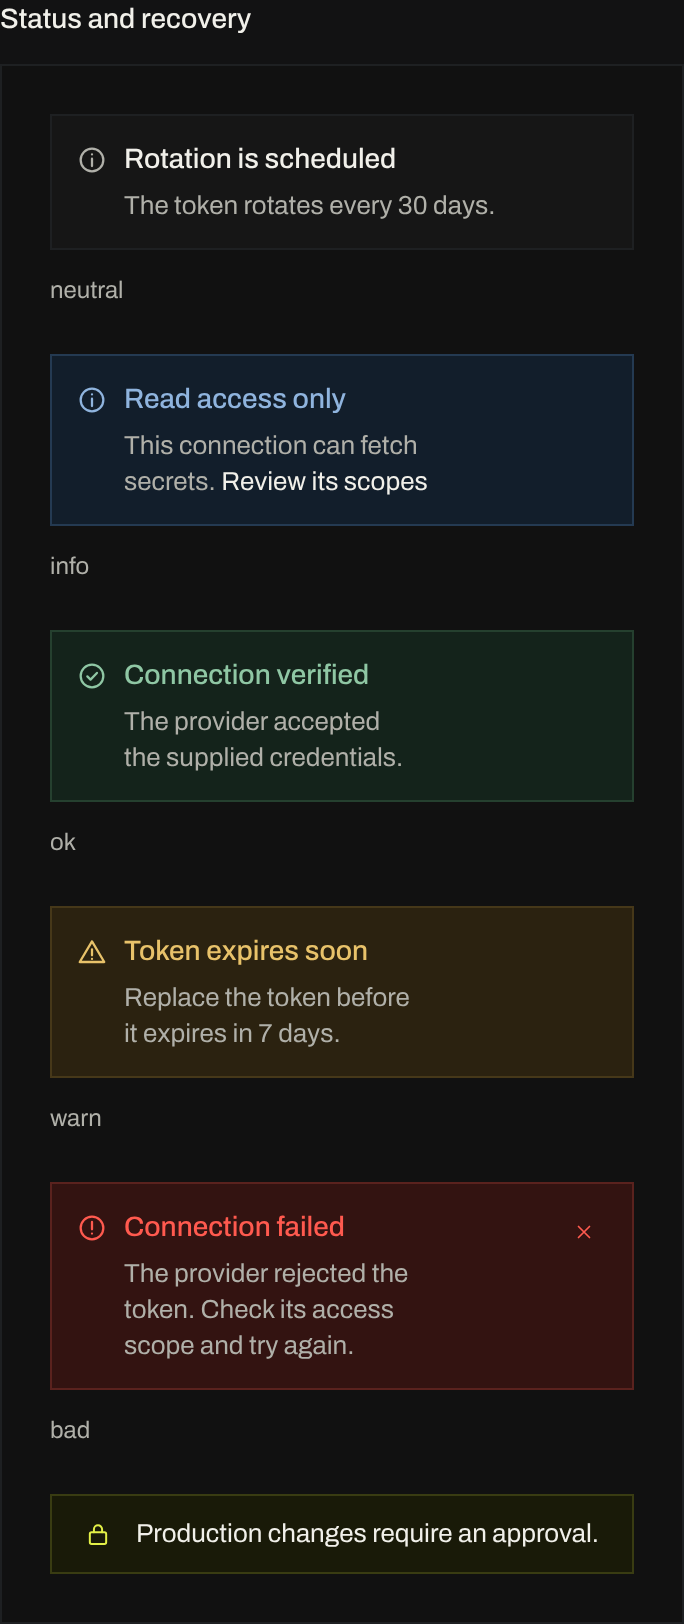 Status and recovery
Rotation is scheduled
The token rotates every 30 days.
neutral
Read access only
This connection can fetch
secrets. Review its scopes
info
Connection verified
The provider accepted
the supplied credentials.
ok
Token expires soon
Replace the token before
it expires in 7 days.
warn
Connection failed
The provider rejected the
token. Check its access
scope and try again.
bad
Production changes require an approval.